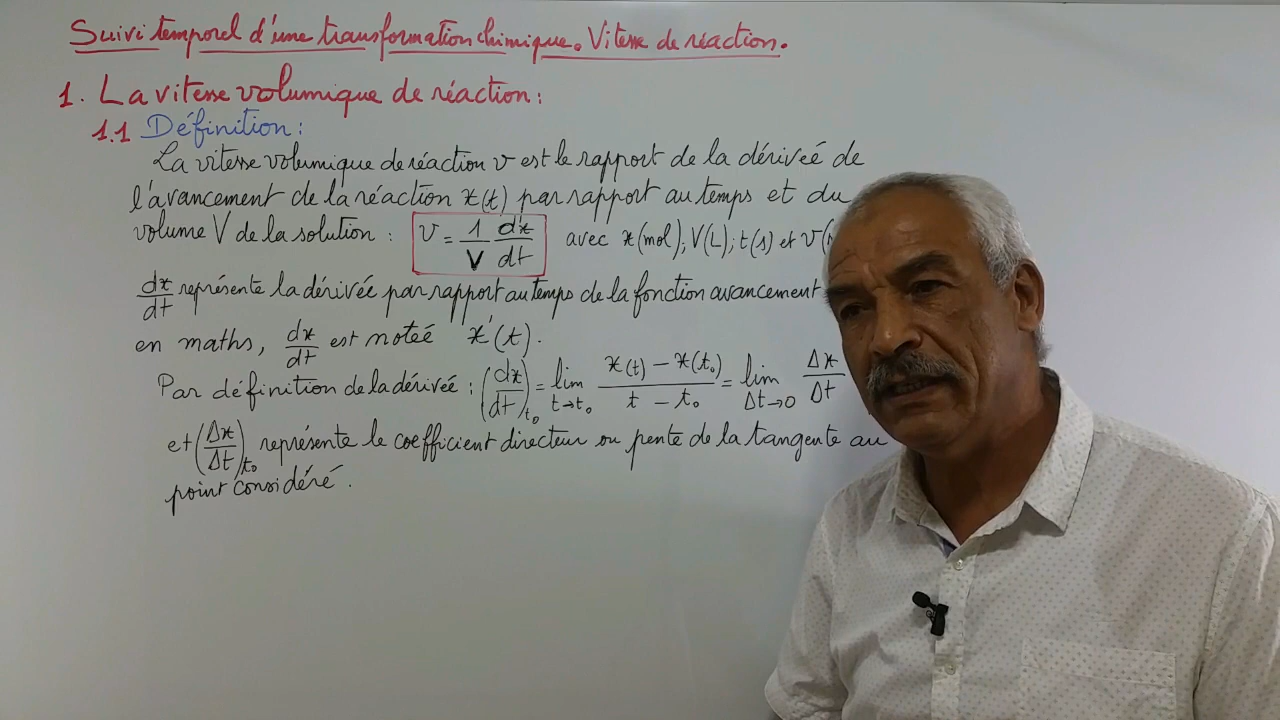 Suivi temporel d'une transformation chimique. Vitesse de réaction.
1. La vitesse volumique de réaction :
1.1 Définition :
La vitesse volumique de réaction v est le rapport de la dériveé de
l'avancement de la réaction x(t) par rapport au temps et du
volume V de la solution : v = 1/V dx/dt avec x(mol); V(L); t(s) et v(
dx/dt représente la dérivée par rapport au temps de la fonction avancement
en maths, dx/dt est notéé x'(t).
Par définition de la dérivée : (dx/dt)t₀ = lim t→t₀ x(t) − x(t₀) / t − t₀ = lim Δt→0 Δx/Δt
et (Δx/Δt)t₀ représente le coefficient directeur ou pente de la tangente au
point considéré.